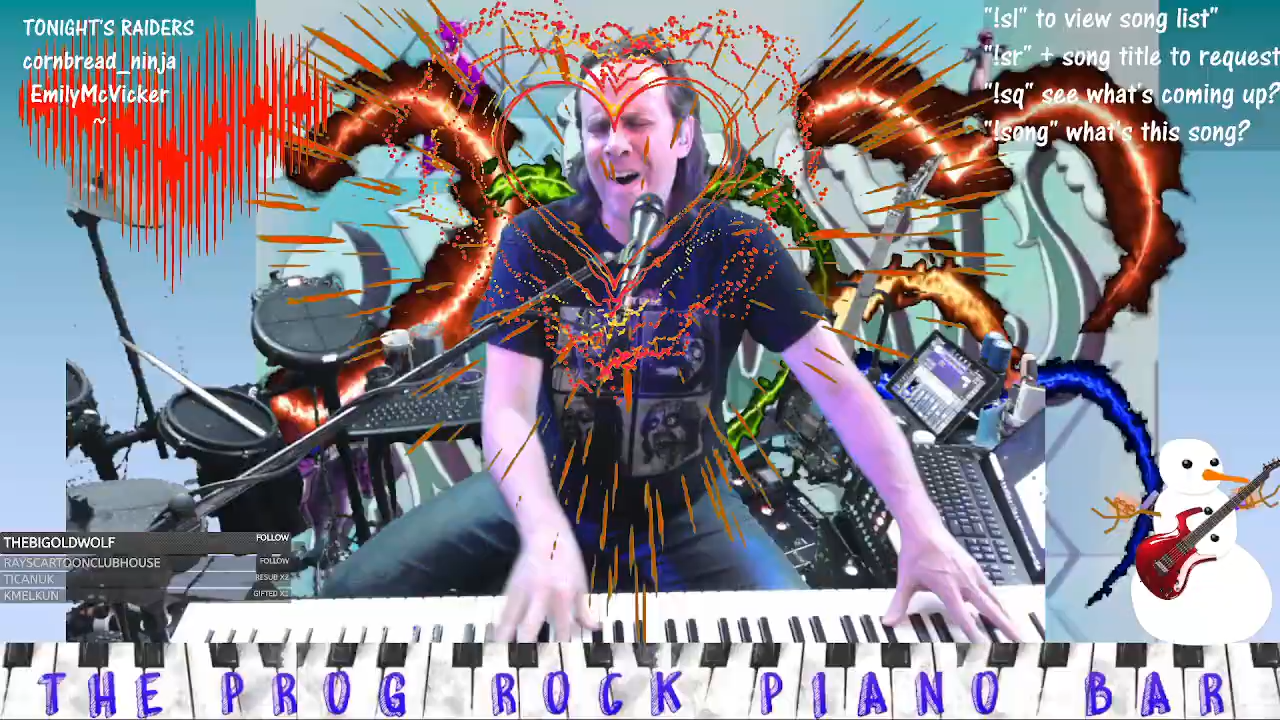 TONIGHT'S RAIDERS
cornbread_ninja
EmilyMcVicker
~
"!sl" to view song list"
"!sr" + song title to request
"!sq" see what's coming up?
"!song" what's this song?
THEBIGOLDWOLF FOLLOW
RAYSCARTOONCLUBHOUSE FOLLOW
TICANUK RESUB X2
KMELKUN GIFTED X2
THE PROG ROCK PIANO BAR